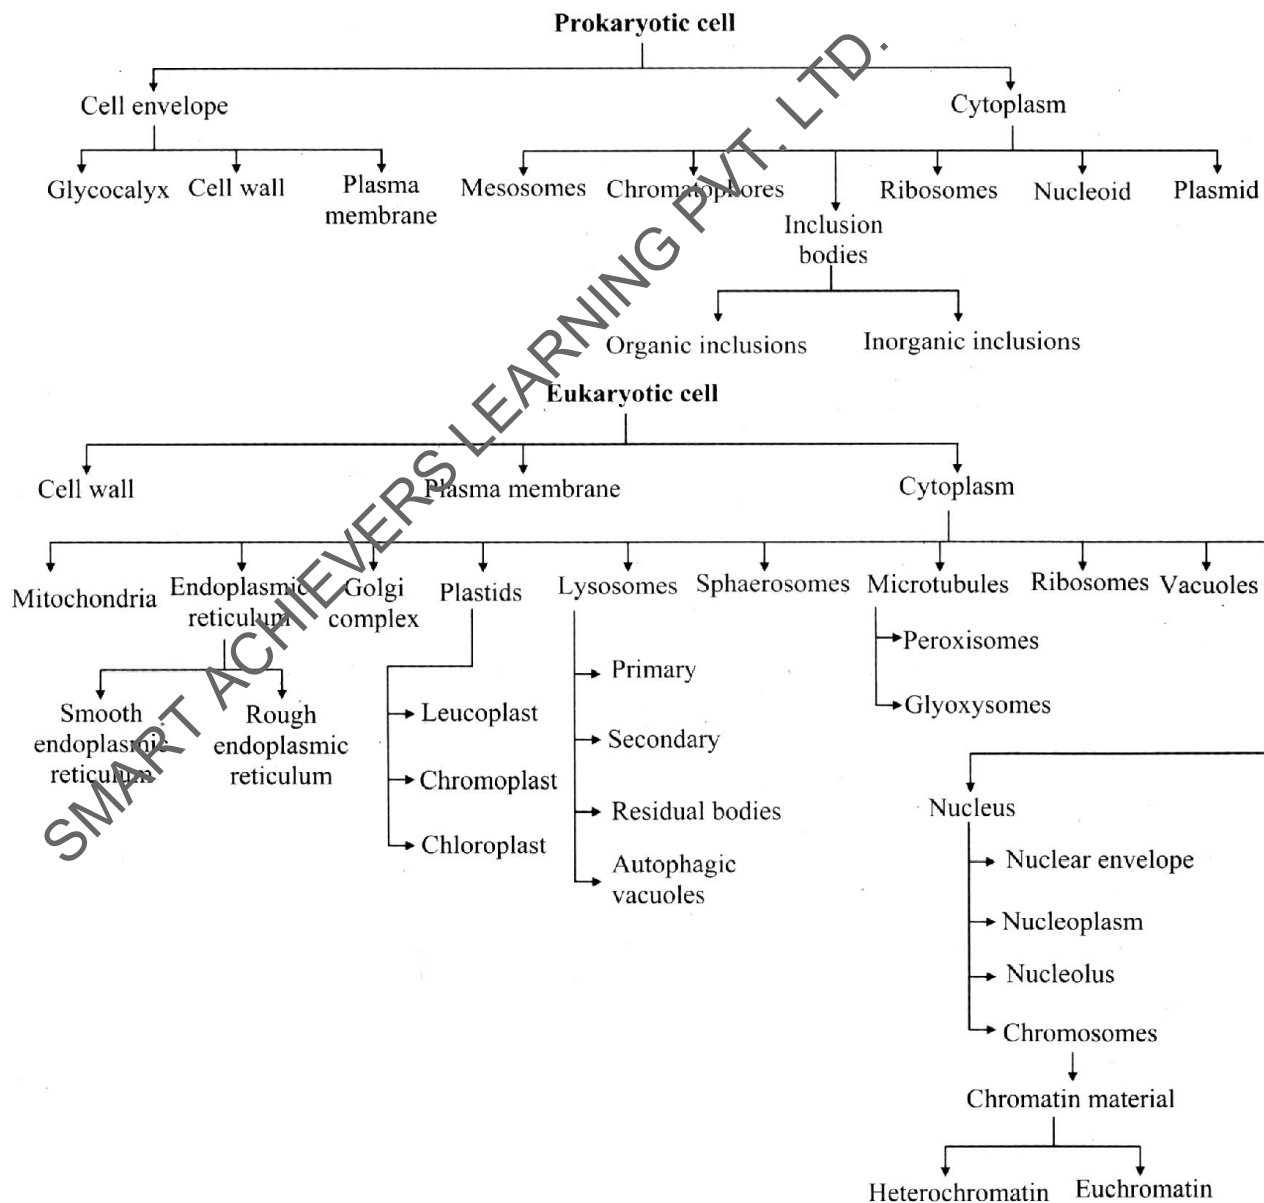 Prokaryotic cell
Cell envelope
Cytoplasm
Glycocalyx
Cell wall
Plasma
membrane
Mesosomes
Chromatophores
Inclusion
bodies
Ribosomes
Nucleoid
Plasmid
Organic inclusions
Inorganic inclusions
Eukaryotic cell
Cell wall
Plasma membrane
Cytoplasm
Mitochondria
Endoplasmic
reticulum
Golgi
complex
Plastids
Lysosomes
Sphaerosomes
Microtubules
Ribosomes
Vacuoles
Smooth
endoplasmic
reticulum
Rough
endoplasmic
reticulum
Leucoplast
Chromoplast
Chloroplast
Primary
Secondary
Residual bodies
Autophagic
vacuoles
Peroxisomes
Glyoxysomes
Nucleus
Nuclear envelope
Nucleoplasm
Nucleolus
Chromosomes
Chromatin material
Heterochromatin
Euchromatin
SMART ACHIEVERS LEARNING PVT. LTD.